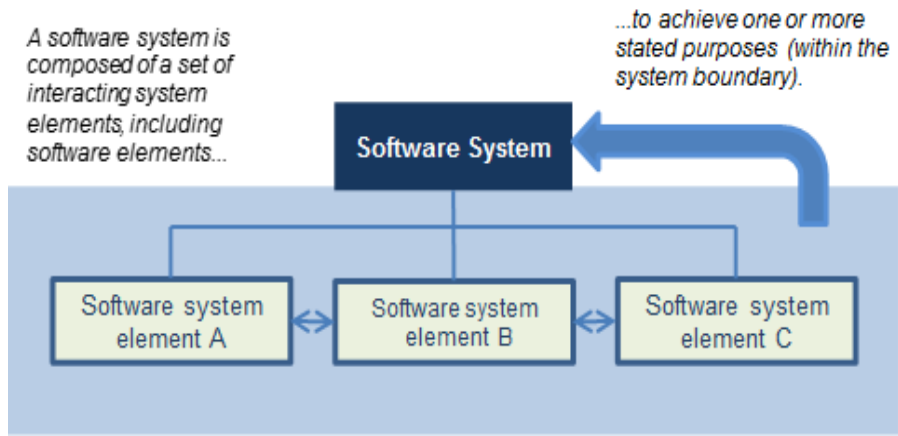 A software system is
composed of a set of
interacting system
elements, including
software elements...
...to achieve one or more
stated purposes (within the
system boundary).
Software System
Software system
element A
Software system
element B
Software system
element C